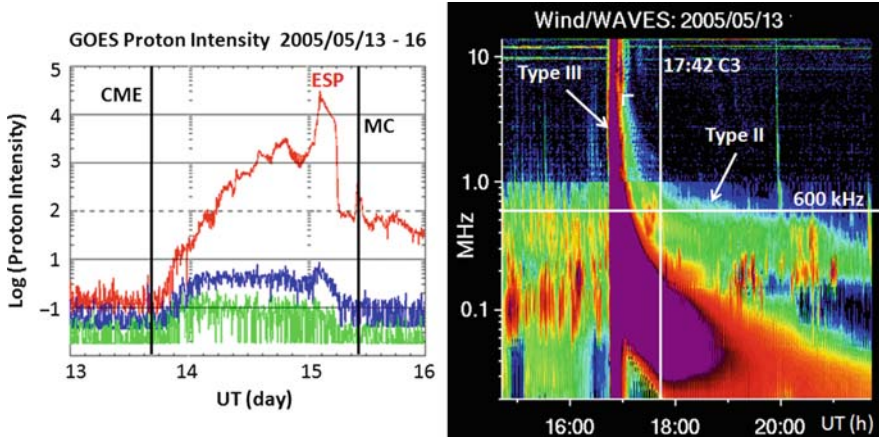 GOES Proton Intensity 2005/05/13 - 16
CME
ESP
MC
5
4
3
2
1
−1
Log (Proton Intensity)
13
14
15
16
UT (day)
Wind/WAVES: 2005/05/13
10
1.0
0.1
MHz
Type III
17:42 C3
Type II
600 kHz
16:00
18:00
20:00
UT (h)